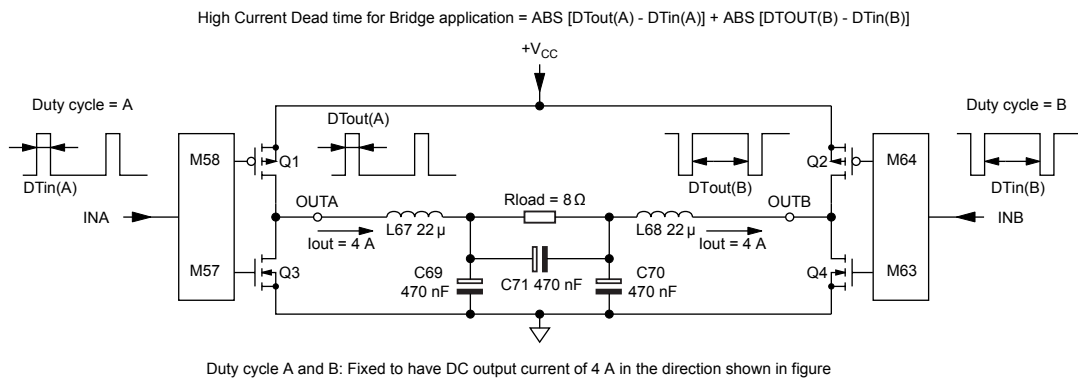 High Current Dead time for Bridge application = ABS [DTout(A) - DTin(A)] + ABS [DTOUT(B) - DTin(B)]
+VCC
Duty cycle = A
Duty cycle = B
DTout(A)
M58
Q1
Q2
M64
DTin(A)
DTout(B)
DTin(B)
INA
OUTA
Rload = 8 Ω
OUTB
INB
L67 22 μ
L68 22 μ
Iout = 4 A
Iout = 4 A
M57
Q3
C69
470 nF
C71 470 nF
C70
470 nF
Q4
M63
Duty cycle A and B: Fixed to have DC output current of 4 A in the direction shown in figure